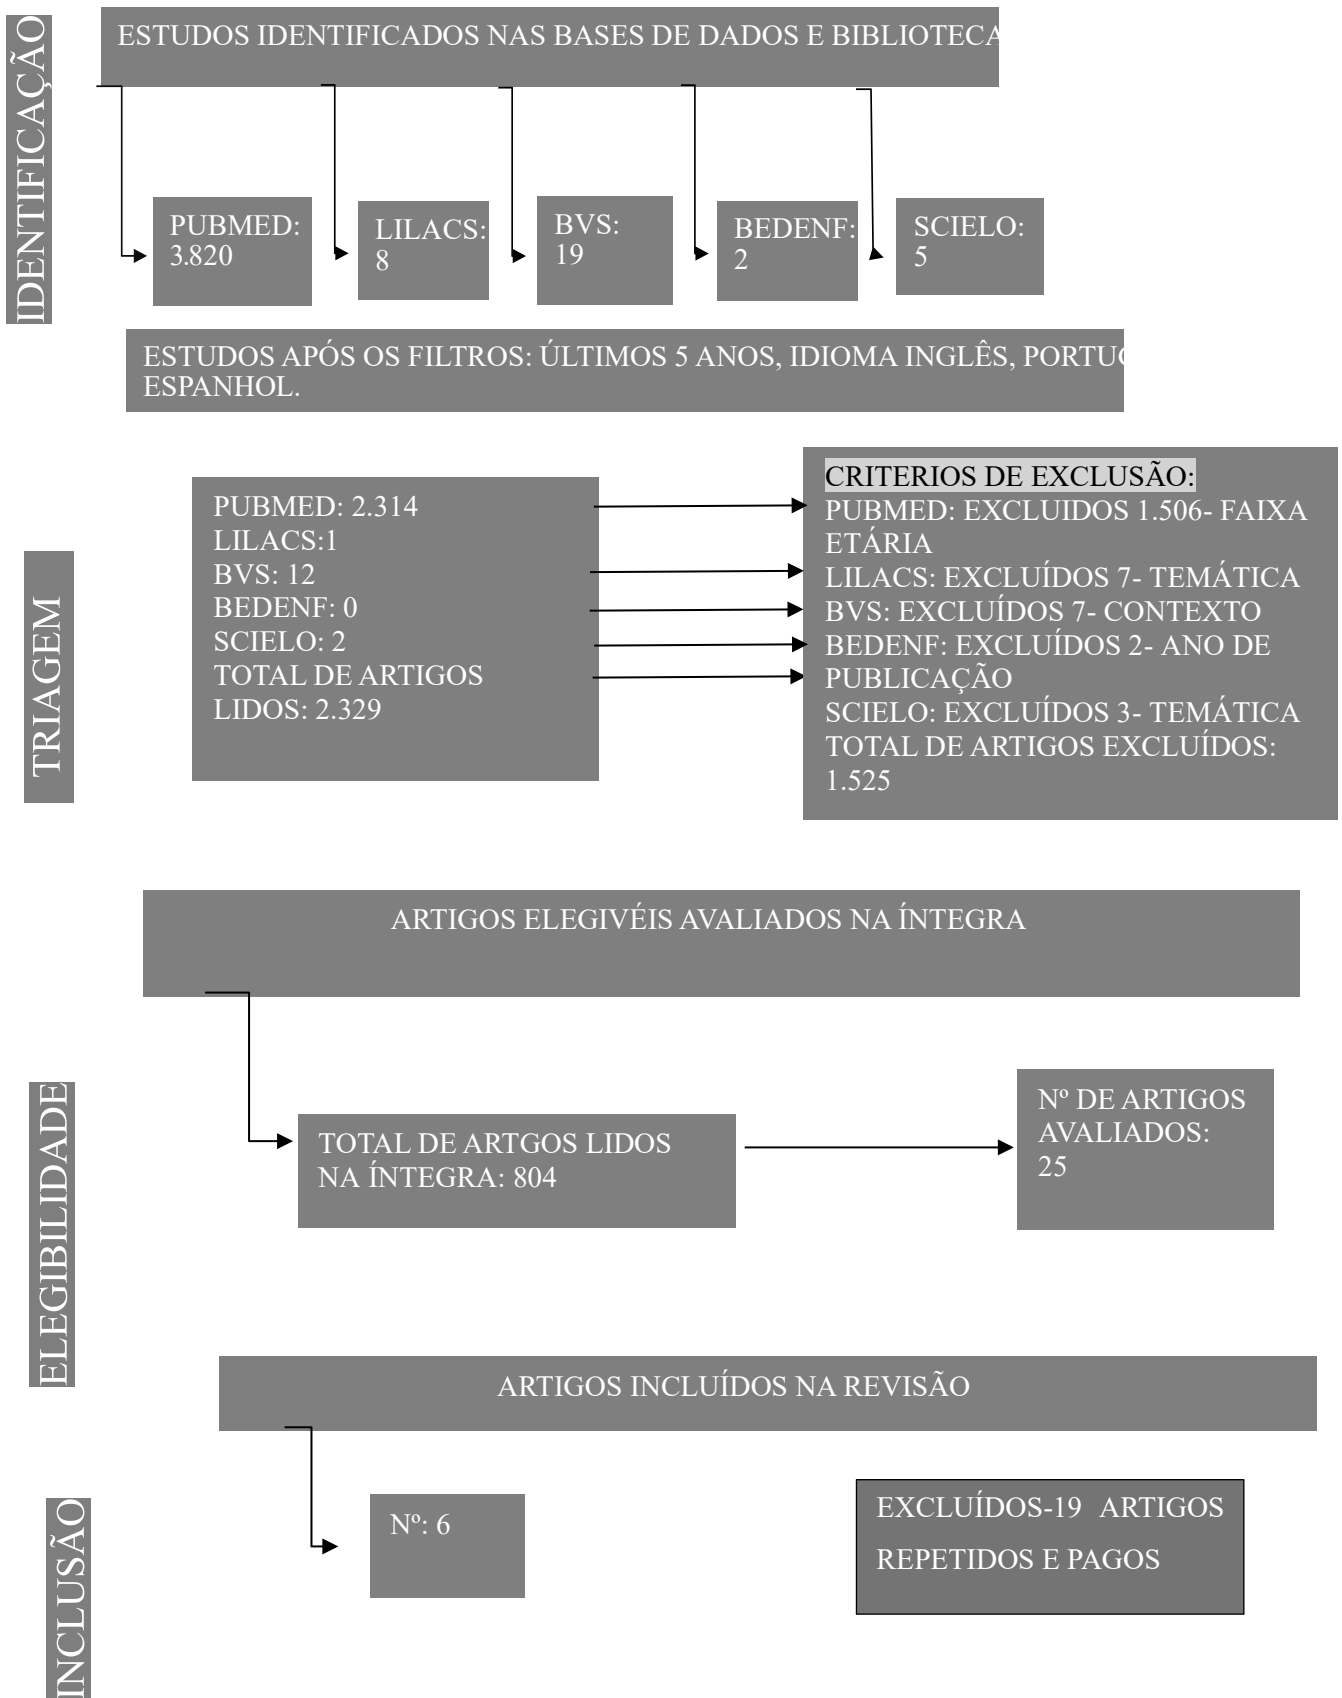 IDENTIFICAÇÃO
ESTUDOS IDENTIFICADOS NAS BASES DE DADOS E BIBLIOTECA
PUBMED:
3.820
LILACS:
8
BVS:
19
BEDENF:
2
SCIELO:
5
ESTUDOS APÓS OS FILTROS: ÚLTIMOS 5 ANOS, IDIOMA INGLÊS,
ESPANHOL.
TRIAGEM
PUBMED: 2.314
LILACS:1
BVS: 12
BEDENF: 0
SCIELO: 2
TOTAL DE ARTIGOS
LIDOS: 2.329
CRITERIOS DE EXCLUSÃO:
PUBMED: EXCLUIDOS 1.506- FAIXA
ETÁRIA
LILACS: EXCLUÍDOS 7- TEMÁTICA
BVS: EXCLUÍDOS 7- CONTEXTO
BEDENF: EXCLUÍDOS 2- ANO DE
PUBLICAÇÃO
SCIELO: EXCLUÍDOS 3- TEMÁTICA
TOTAL DE ARTIGOS EXCLUÍDOS:
1.525
ARTIGOS ELEGIVÉIS AVALIADOS NA ÍNTEGRA
ELEGIBILIDADE
TOTAL DE ARTGOS LIDOS
NA ÍNTEGRA: 804
Nº DE ARTIGOS
AVALIADOS:
25
ARTIGOS INCLUÍDOS NA REVISÃO
INCLUSÃO
Nº: 6
EXCLUÍDOS-19 ARTIGOS
REPETIDOS E PAGOS